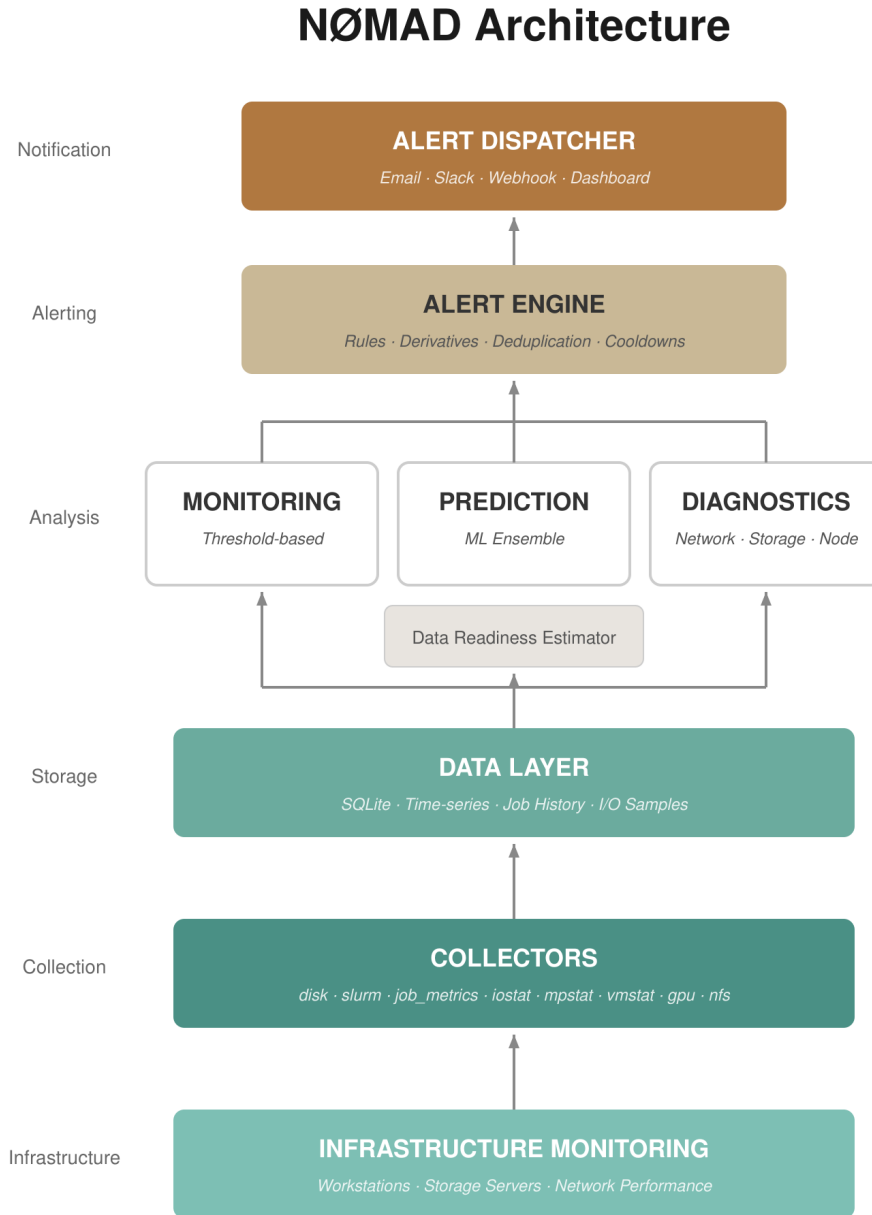 NØMAD Architecture
Notification
ALERT DISPATCHER
Email · Slack · Webhook · Dashboard
Alerting
ALERT ENGINE
Rules · Derivatives · Deduplication · Cooldowns
Analysis
MONITORING
Threshold-based
PREDICTION
ML Ensemble
DIAGNOSTICS
Network · Storage · Node
Data Readiness Estimator
Storage
DATA LAYER
SQLite · Time-series · Job History · I/O Samples
Collection
COLLECTORS
disk · slurm · job_metrics · iostat · mpstat · vmstat · gpu · nfs
Infrastructure
INFRASTRUCTURE MONITORING
Workstations · Storage Servers · Network Performance